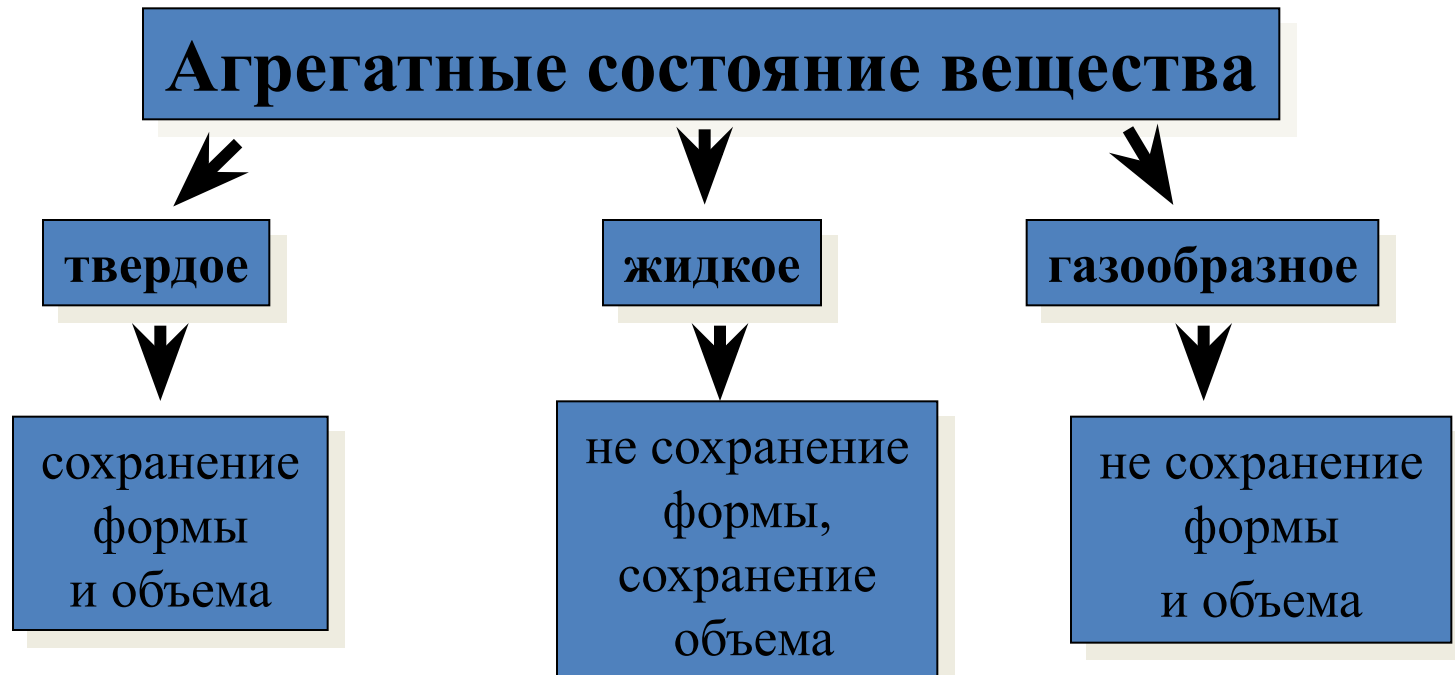 Агрегатные состояние вещества
твердое
жидкое
газообразное
сохранение
формы
и объема
не сохранение
формы,
сохранение
объема
не сохранение
формы
и объема